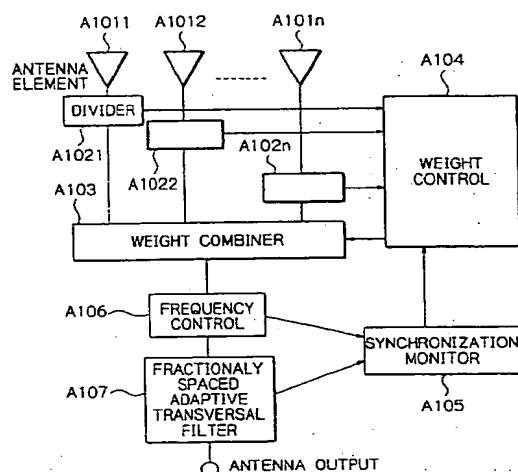 A1011
A1012
A101n
ANTENNA
ELEMENT
A104
DIVIDER
A1021
A1022
A102n
WEIGHT
CONTROL
A103
WEIGHT COMBINER
A106
FREQUENCY
CONTROL
SYNCHRONIZATION
MONITOR
A107
FRACTIONALY
SPACED
ADAPTIVE
TRANSVERSAL
FILTER
A105
ANTENNA OUTPUT